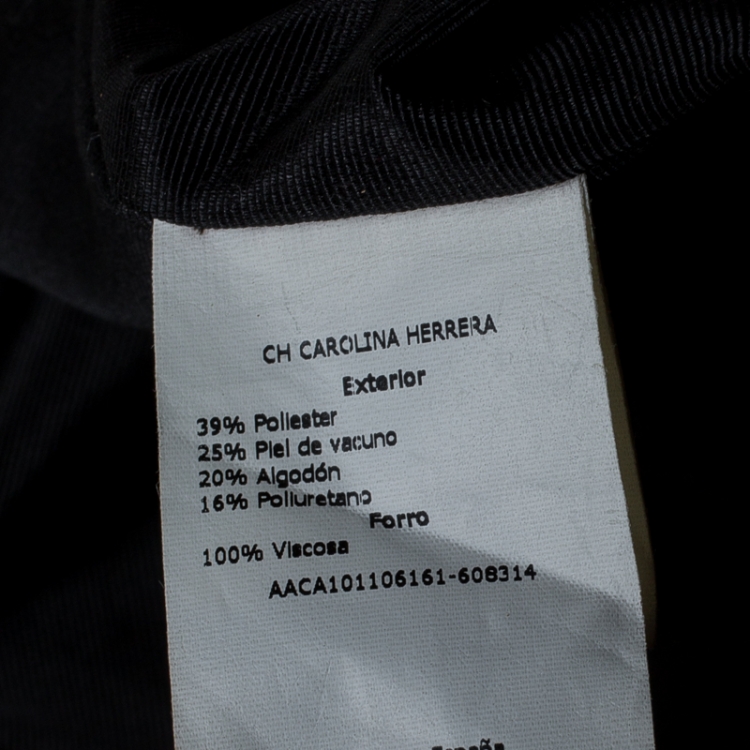 CH CAROLINA HERRERA
Exterior
39% Poliester
25% Piel de vacuno
20% Algodón
16% Poliuretano
Forro
100% Viscosa
AACA101106161-608314
España